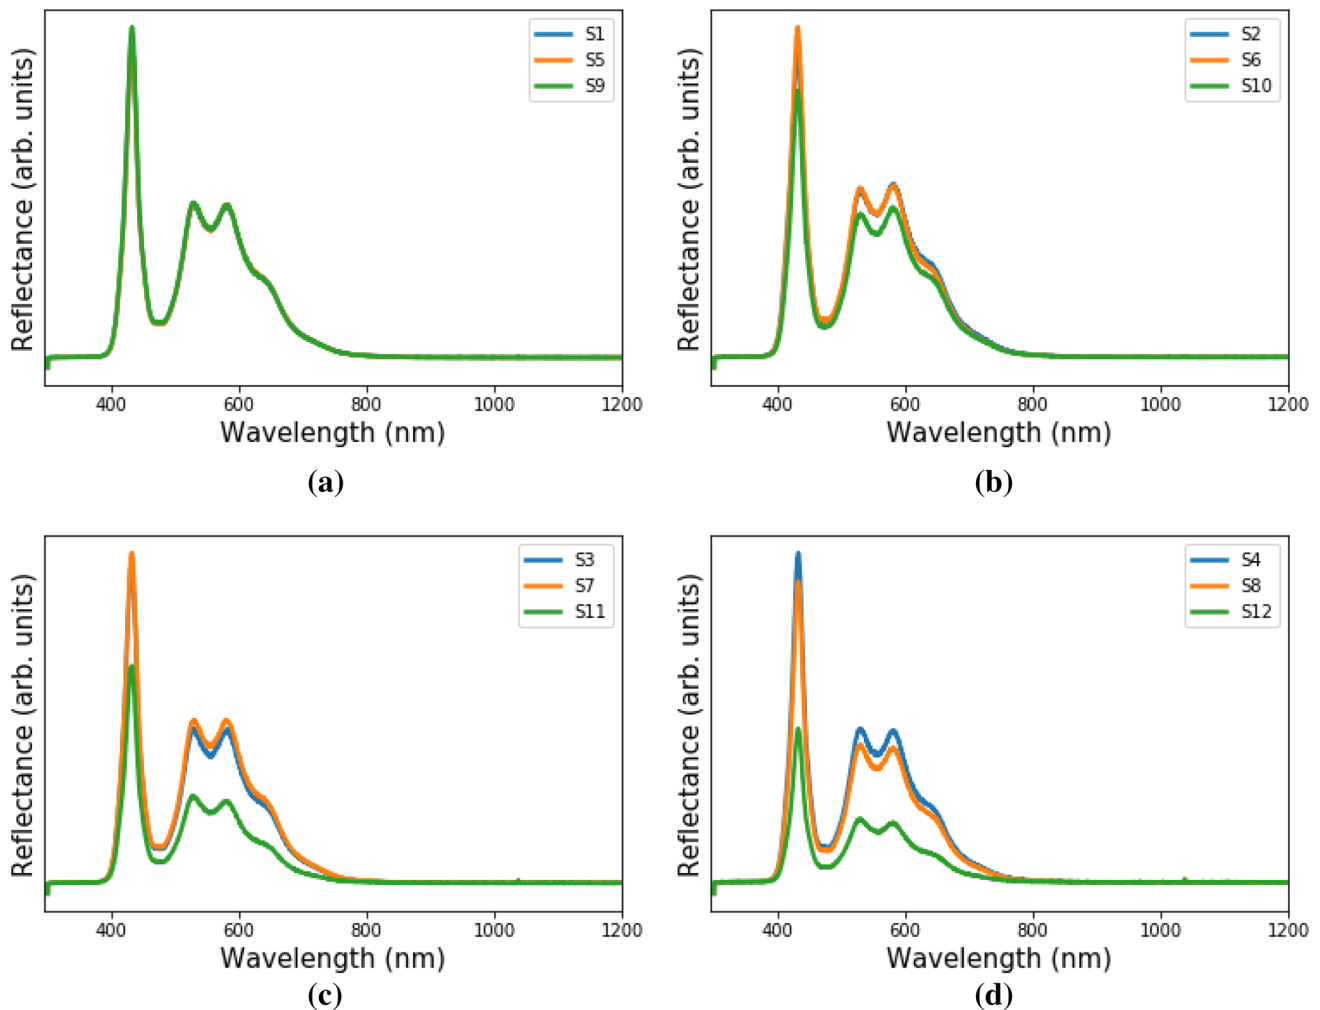 Reflectance (arb. units)
S1
S5
S9
400 600 800 1000 1200
Wavelength (nm)
(a)
Reflectance (arb. units)
S2
S6
S10
400 600 800 1000 1200
Wavelength (nm)
(b)
Reflectance (arb. units)
S3
S7
S11
400 600 800 1000 1200
Wavelength (nm)
(c)
Reflectance (arb. units)
S4
S8
S12
400 600 800 1000 1200
Wavelength (nm)
(d)